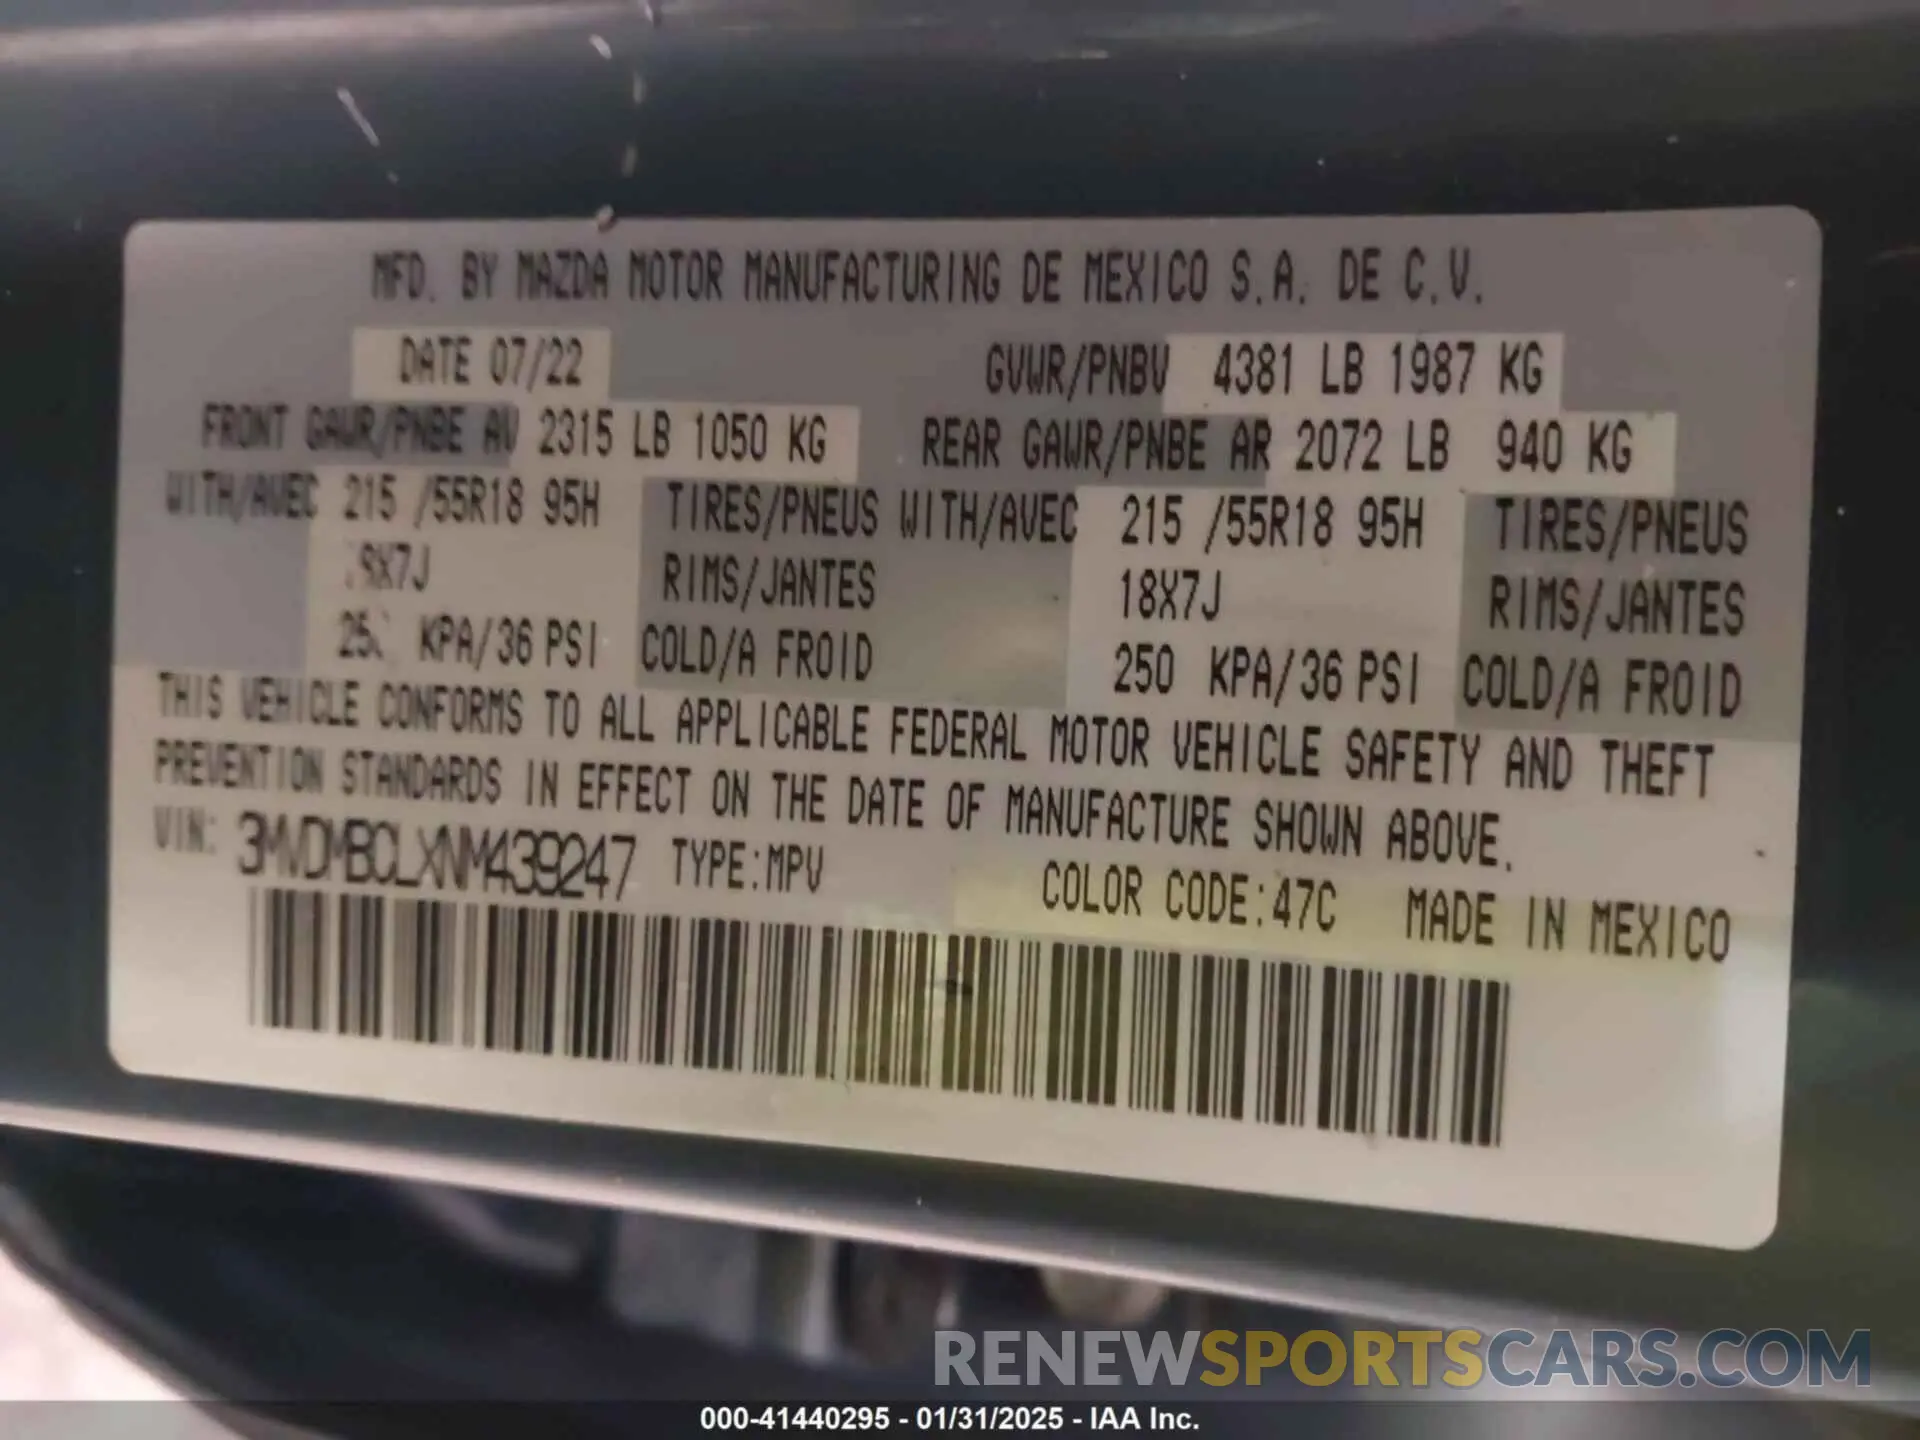 MFD. BY MAZDA MOTOR MANUFACTURING DE MEXICO S.A. DE C.V.
DATE 07/22 GVWR/PNBV 4381 LB 1987 KG
FRONT GAWR/PNBE AV 2315 LB 1050 KG REAR GAWR/PNBE AR 2072 LB 940 KG
WITH/AVEC 215 /55R18 95H TIRES/PNEUS WITH/AVEC 215 /55R18 95H TIRES/PNEUS
RIMS/JANTES 18X7J RIMS/JANTES
KPA/36 PSI COLD/A FROID 250 KPA/36 PSI COLD/A FROID
THIS VEHICLE CONFORMS TO ALL APPLICABLE FEDERAL MOTOR VEHICLE SAFETY AND THEFT
PREVENTION STANDARDS IN EFFECT ON THE DATE OF MANUFACTURE SHOWN ABOVE.
VIN: 3MVDMBCLXNM439247 TYPE:MPV COLOR CODE:47C MADE IN MEXICO
RENEWSPORTSCARS.COM
000-41440295 - 01/31/2025 - IAA Inc.